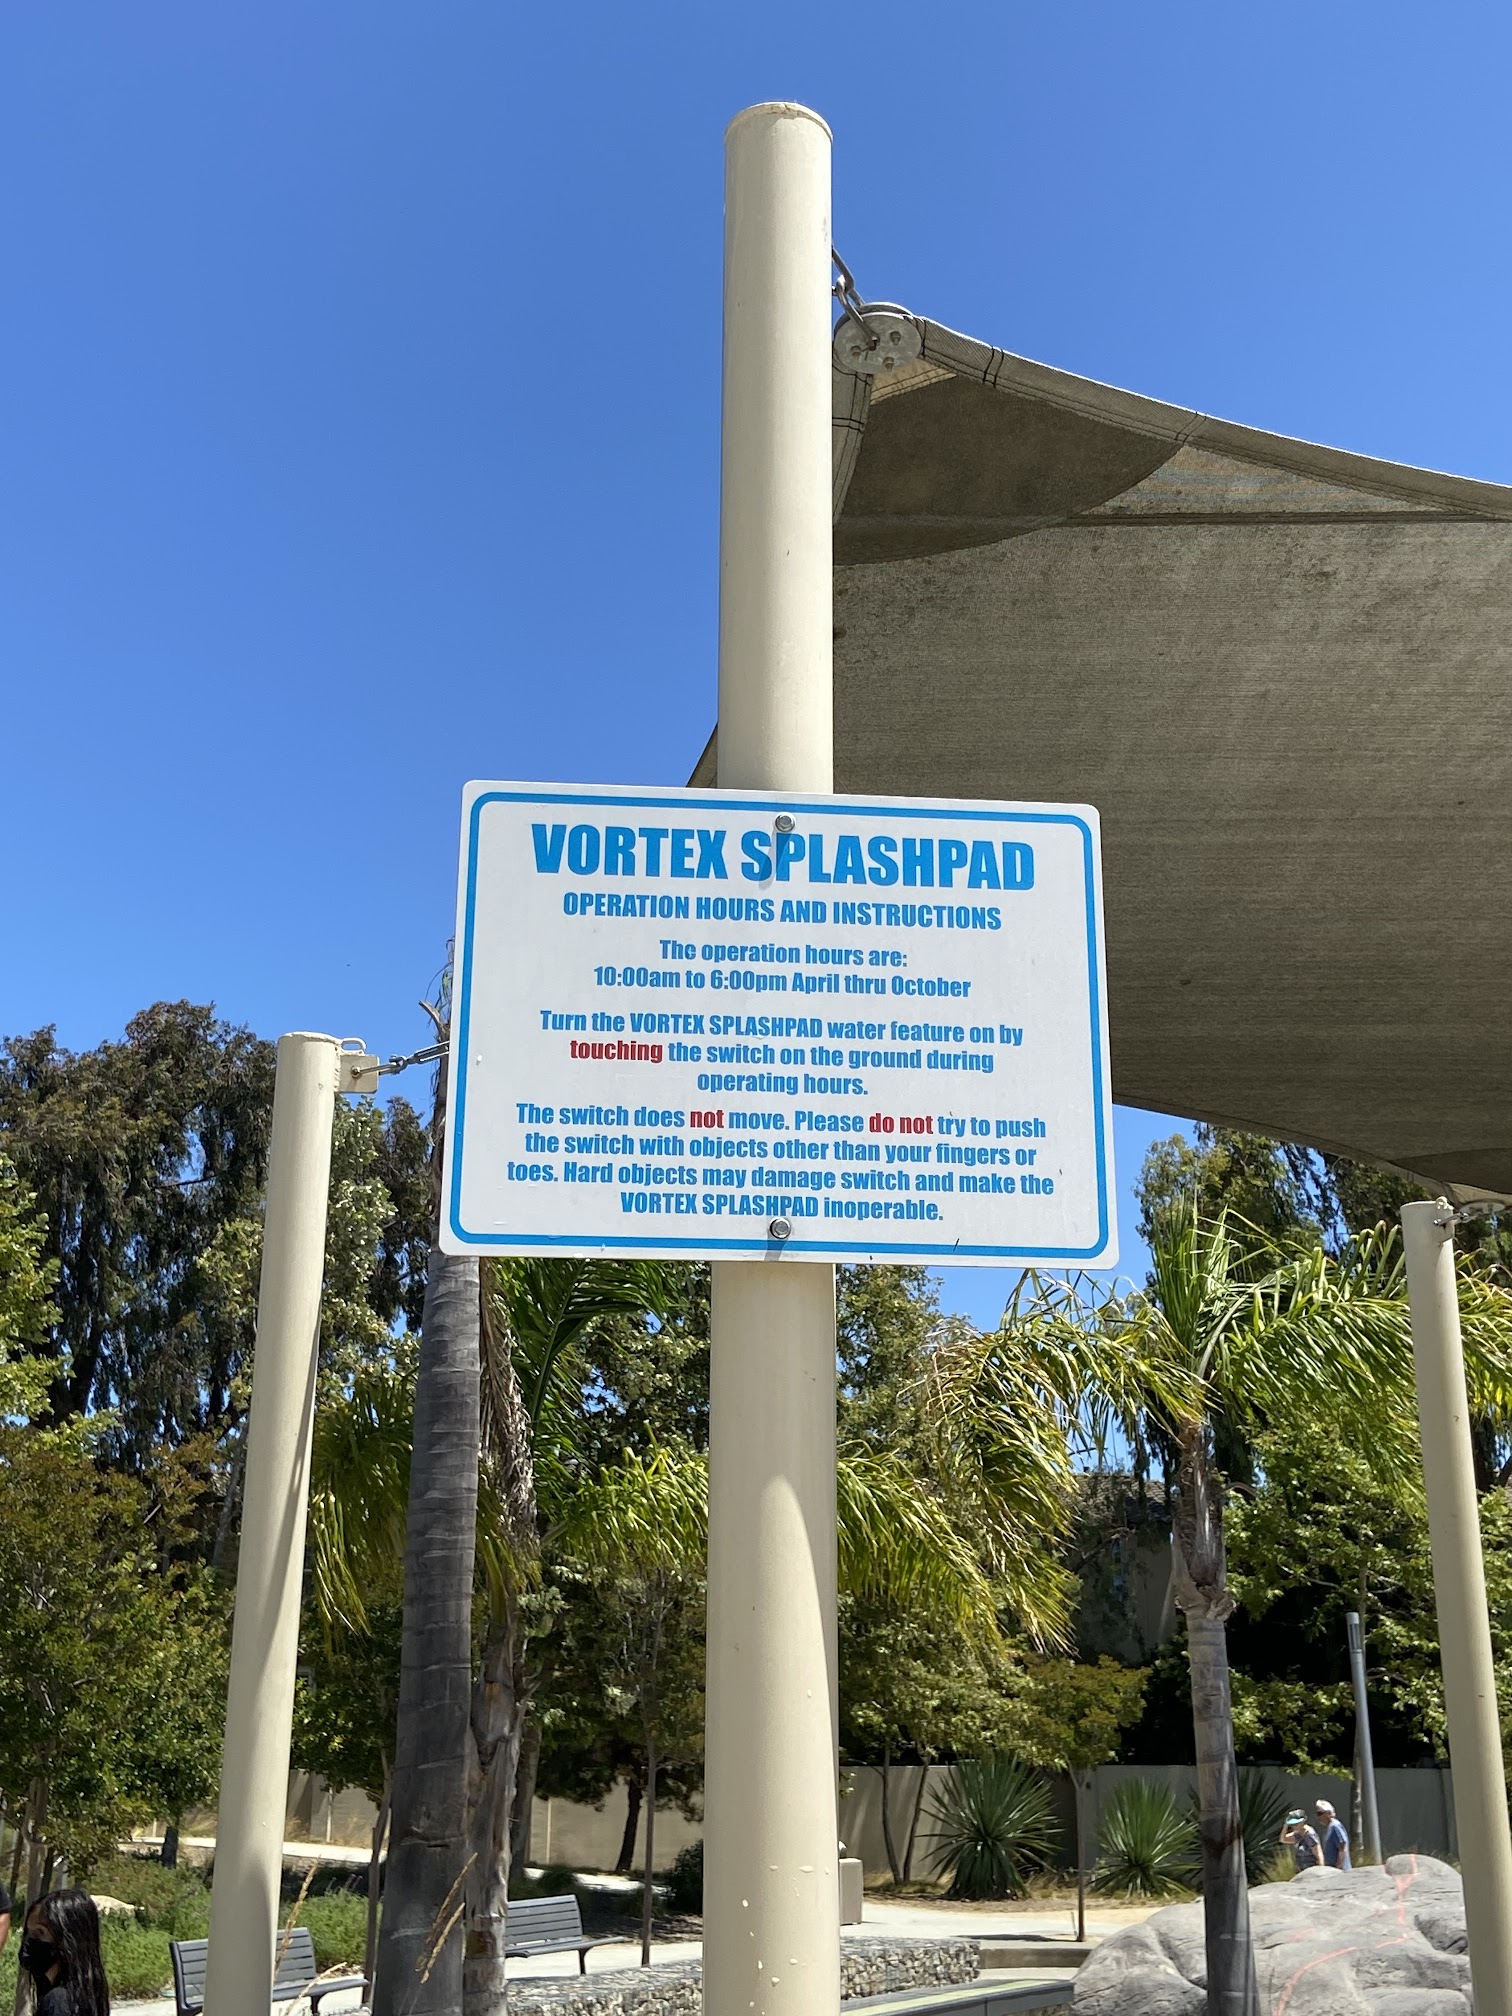 VORTEX SPLASHPAD
OPERATION HOURS AND INSTRUCTIONS
The operation hours are:
10:00am to 6:00pm April thru October
Turn the VORTEX SPLASHPAD water feature on by
touching the switch on the ground during
operating hours.
The switch does not move. Please do not try to push
the switch with objects other than your fingers or
toes. Hard objects may damage switch and make the
VORTEX SPLASHPAD inoperable.